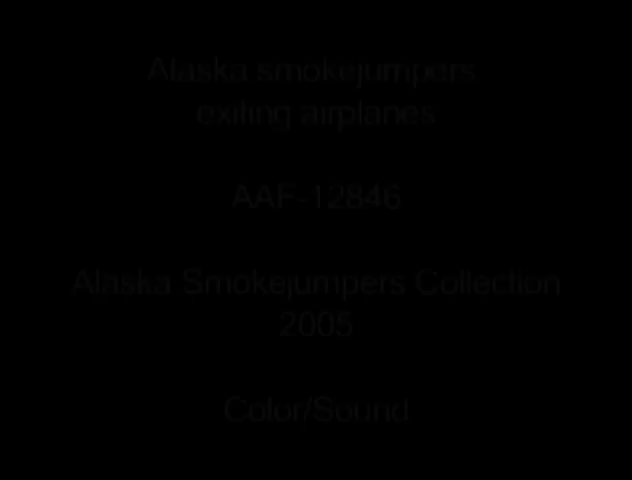 Alaska smokejumpers
exiting airplanes
AAF-12846
Alaska Smokejumpers Collection
2005
Color/Sound